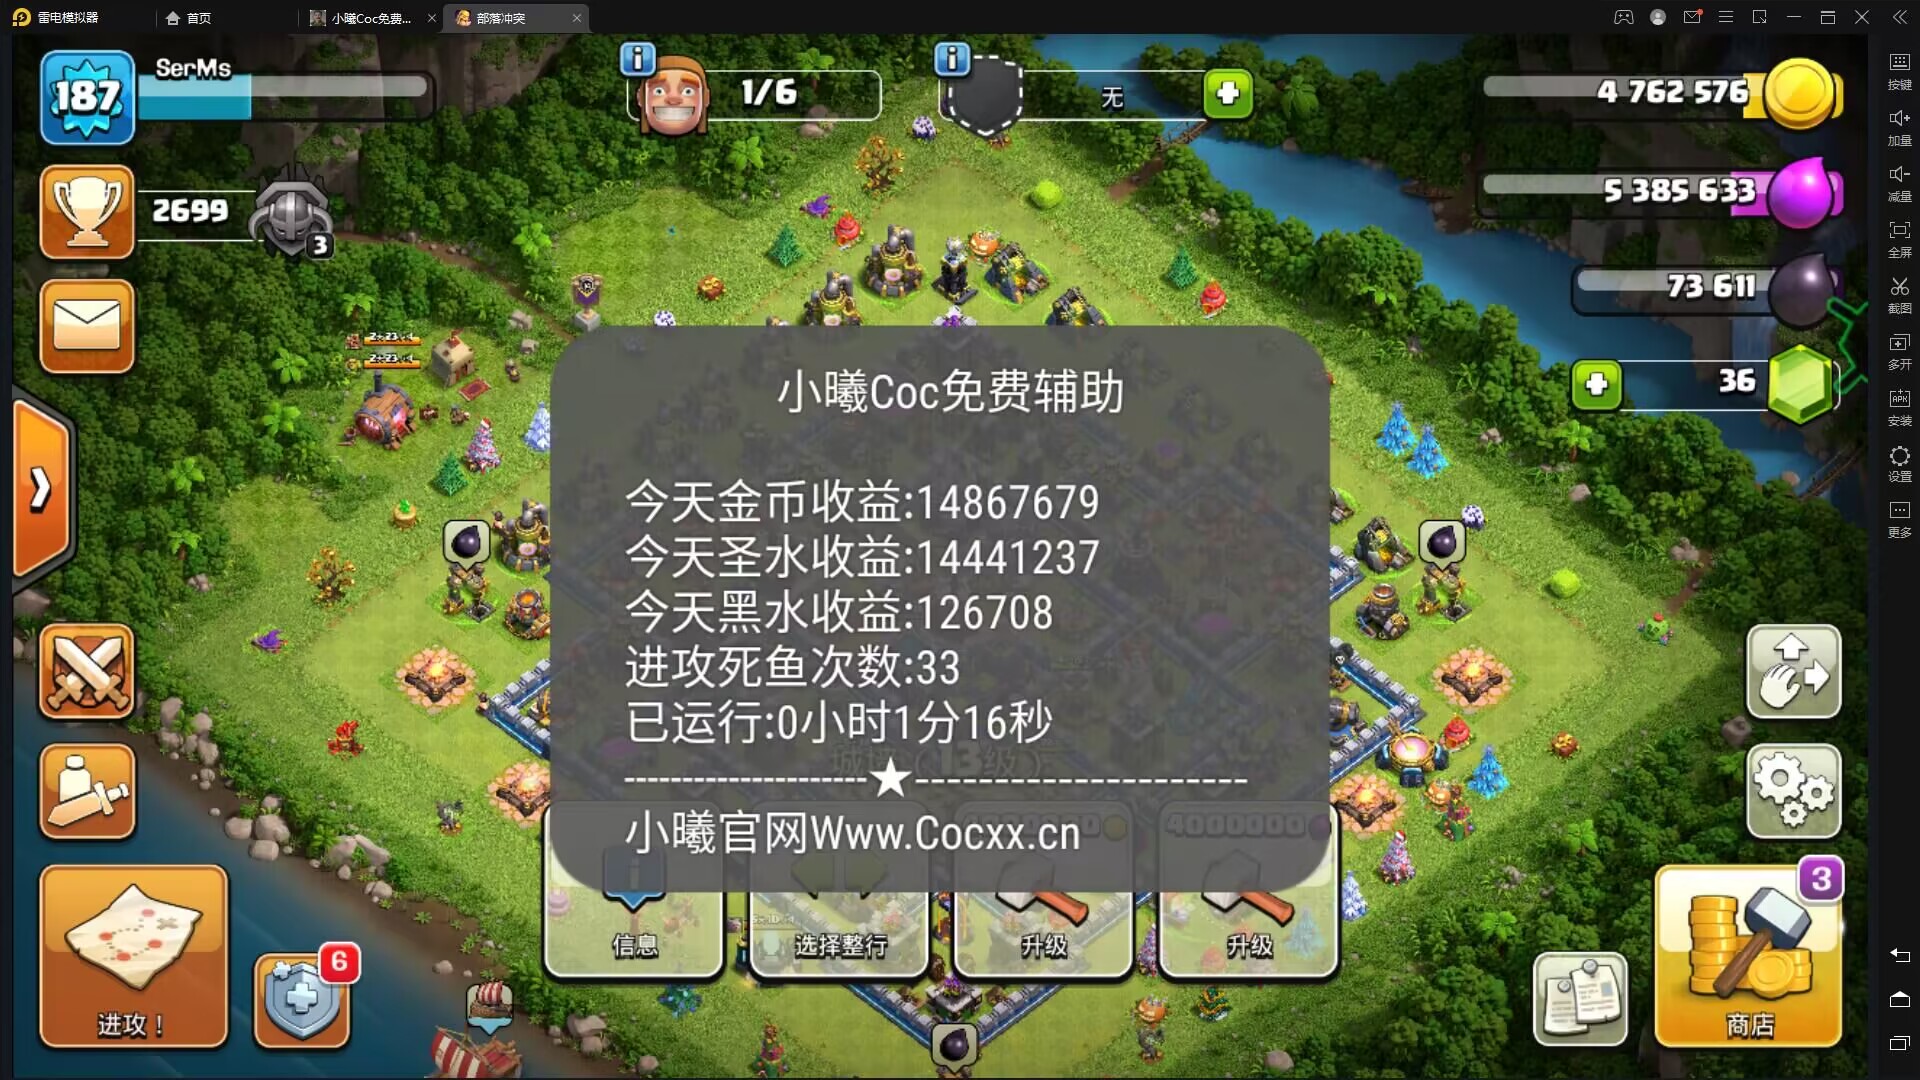 雷电模拟器
首页
小曦Coc免费...
部落冲突
187
SerMs
1/6
无
4 762 576
2699
3
5 385 633
73 611
36
按键
加量
减量
全屏
截图
多开
APK
安装
设置
更多
小曦Coc免费辅助
今天金币收益:14867679
今天圣水收益:14441237
今天黑水收益:126708
进攻死鱼次数:33
已运行:0小时1分16秒
--------------------★--------------------------
小曦官网Www.Cocxx.cn
4000000
信息
选择整行
升级
升级
进攻！
6
3
商店